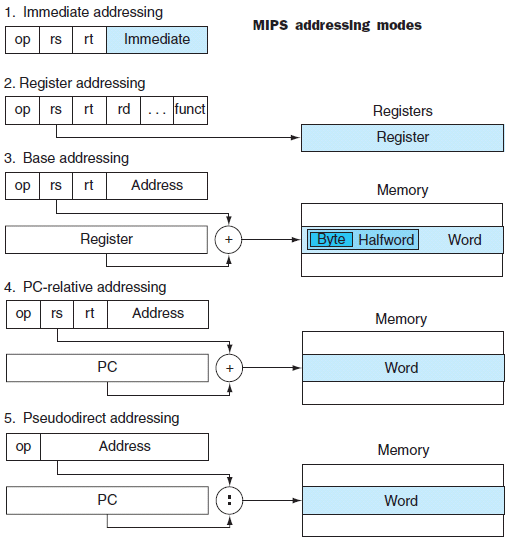 1. Immediate addressing
MIPS addressing modes
op rs rt Immediate
2. Register addressing
op rs rt rd ... funct
Registers
Register
3. Base addressing
op rs rt Address
Memory
Register
+
Byte Halfword Word
4. PC-relative addressing
op rs rt Address
Memory
PC
+
Word
5. Pseudodirect addressing
op Address
Memory
PC
:
Word